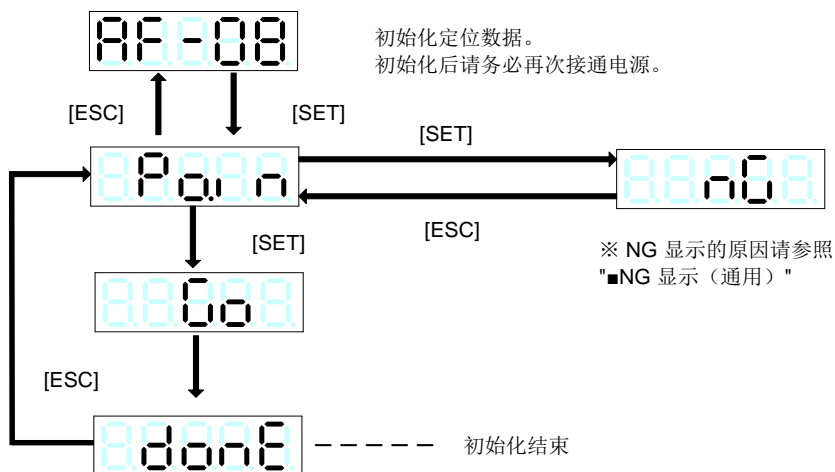 AF-08
初始化定位数据。
初始化后请务必再次接通电源。
[ESC]
[SET]
[SET]
Po.in
nG
[ESC]
[SET]
※ NG 显示的原因请参照
"■NG 显示（通用）"
Go
[ESC]
donE
初始化结束